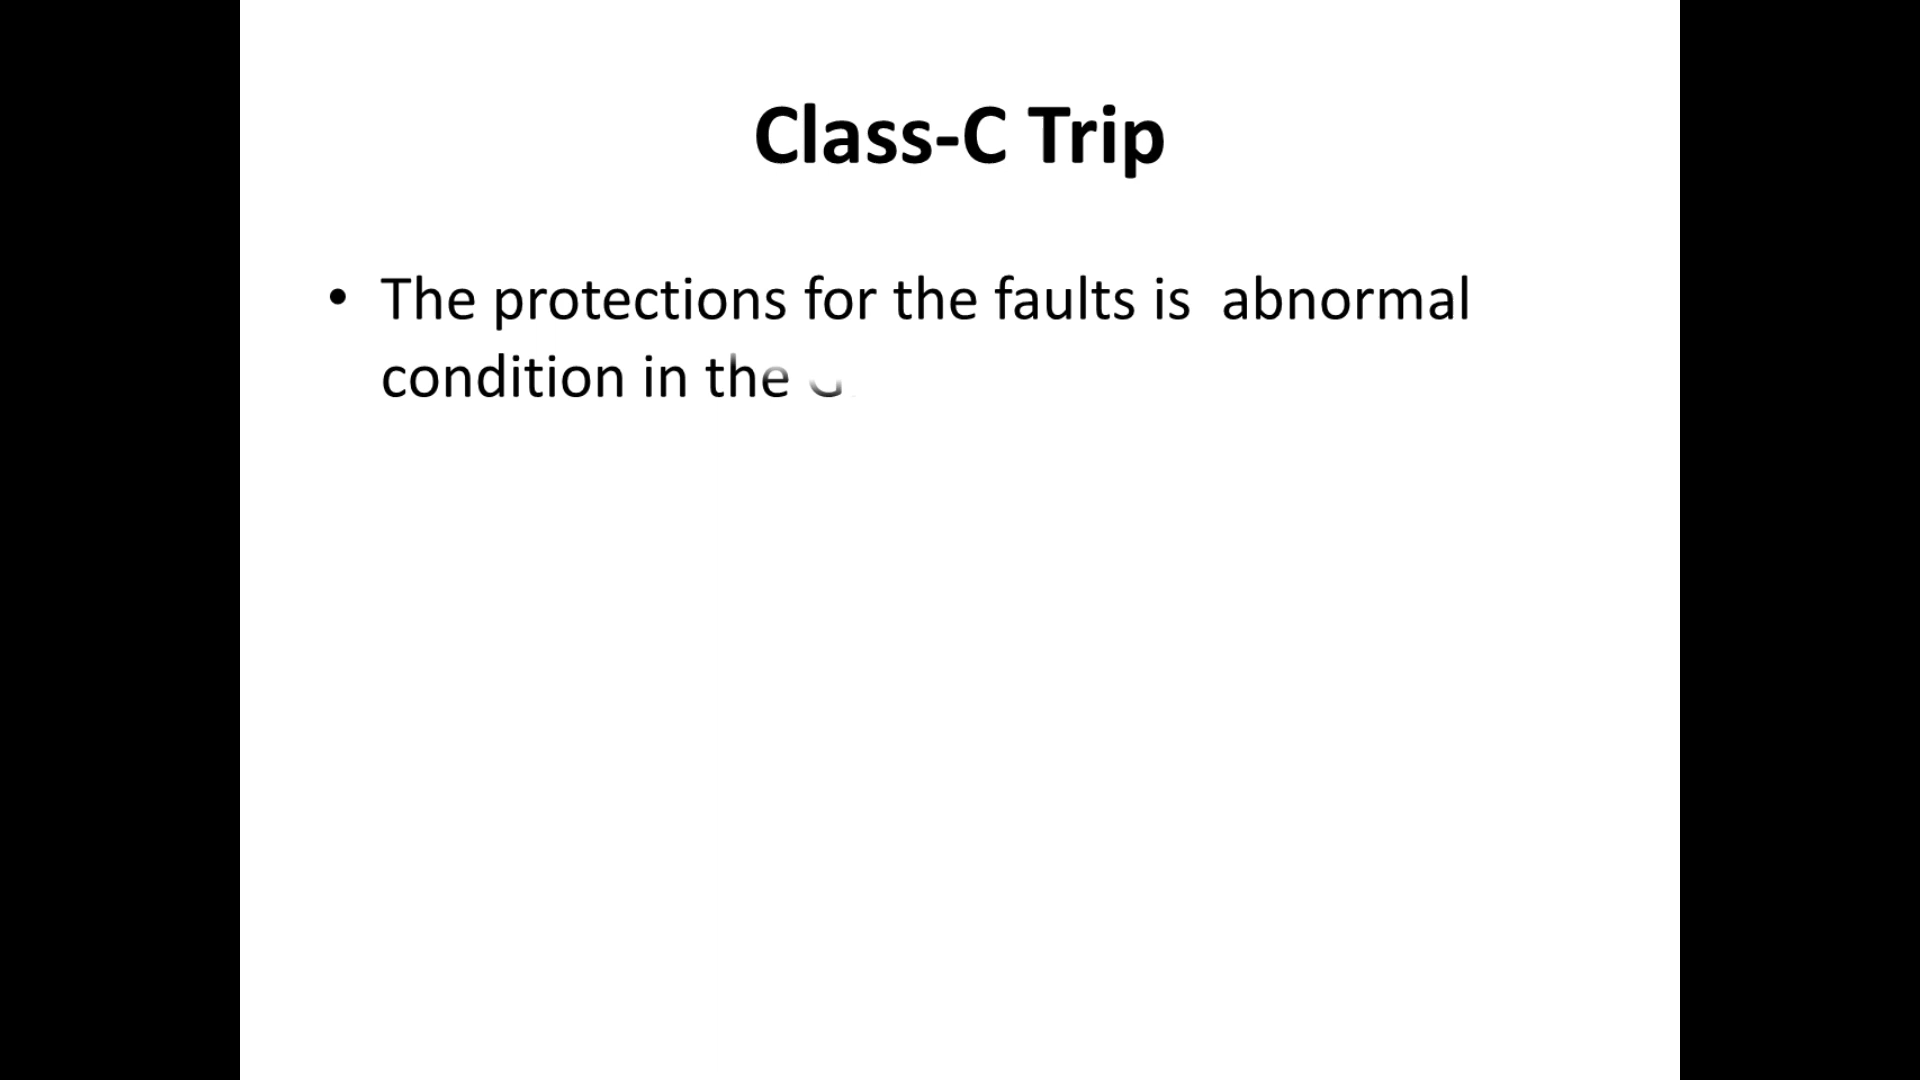 Class-C Trip
• The protections for the faults is  abnormal
condition in the